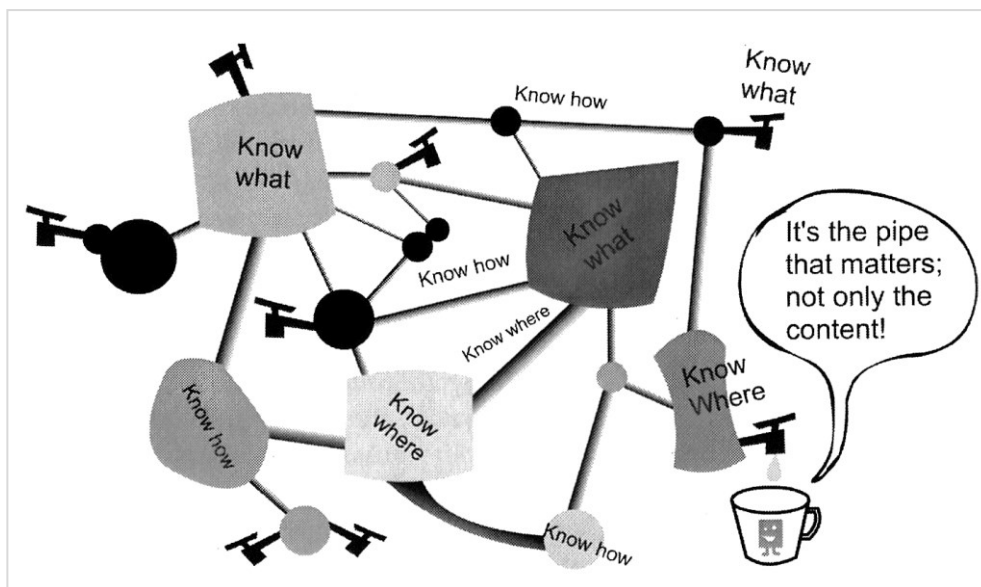 Know how
Know
what
Know
what
Know
what
It's the pipe
that matters;
not only the
content!
Know how
Know where
Know
Where
Know
where
Know how
Know how